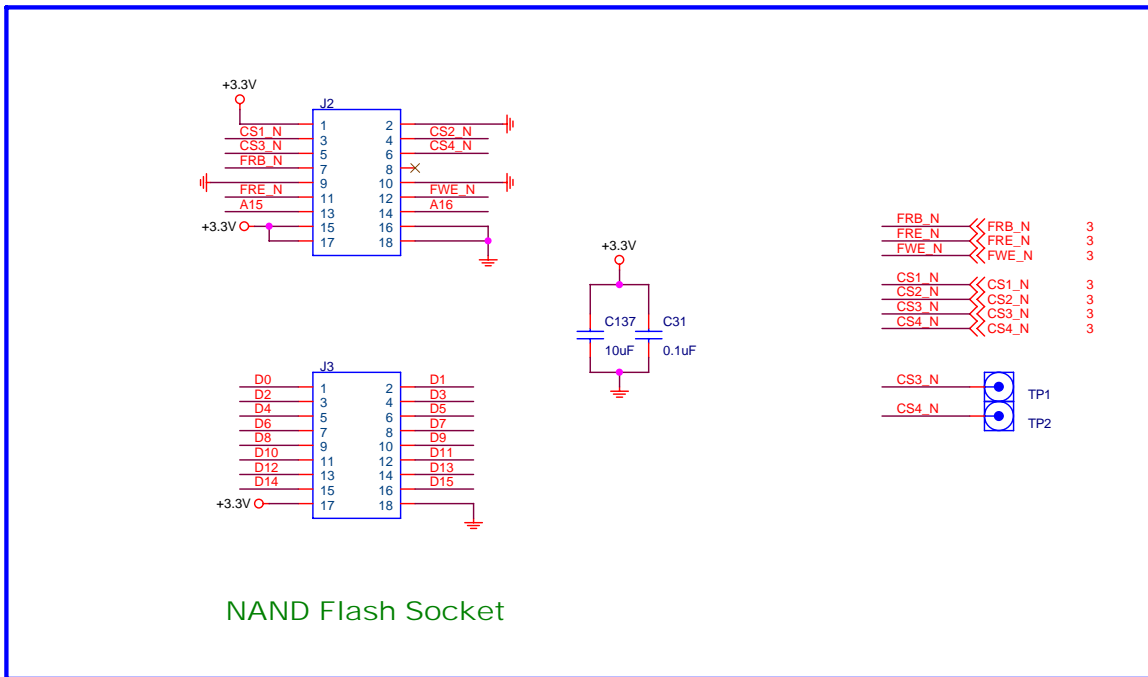 +3.3V
J2
1 2
CS1_N 3 4 CS2_N
CS3_N 5 6 CS4_N
FRB_N 7 8
9 10
FRE_N 11 12 FWE_N
A15 13 14 A16
+3.3V 15 16
17 18
+3.3V
C137 C31
10uF 0.1uF
FRB_N FRB_N 3
FRE_N FRE_N 3
FWE_N FWE_N 3
CS1_N CS1_N 3
CS2_N CS2_N 3
CS3_N CS3_N 3
CS4_N CS4_N 3
J3
D0 1 2 D1
D2 3 4 D3
D4 5 6 D5
D6 7 8 D7
D8 9 10 D9
D10 11 12 D11
D12 13 14 D13
D14 15 16 D15
+3.3V 17 18
CS3_N TP1
CS4_N TP2
NAND Flash Socket